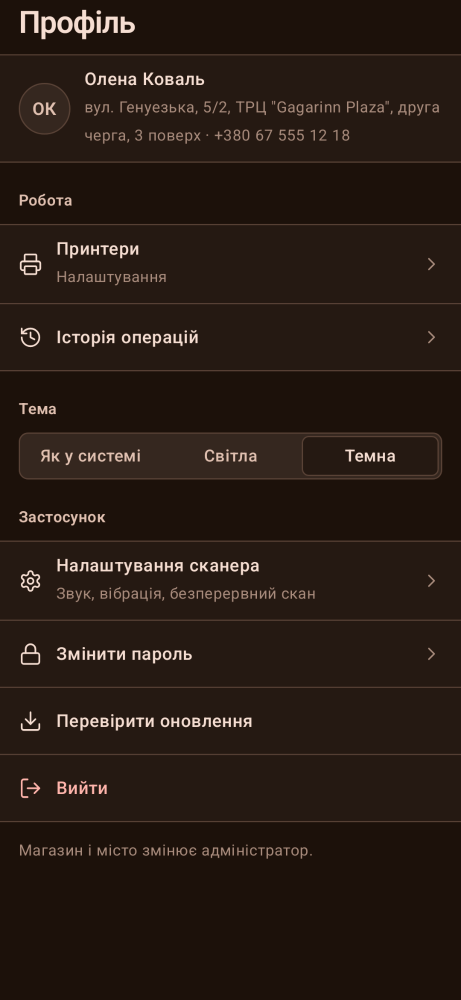 Профіль
ОК
Олена Коваль
вул. Генуезька, 5/2, ТРЦ "Gagarinn Plaza", друга
черга, 3 поверх · +380 67 555 12 18
Робота
Принтери
Налаштування
Історія операцій
Тема
Як у системі
Світла
Темна
Застосунок
Налаштування сканера
Звук, вібрація, безперервний скан
Змінити пароль
Перевірити оновлення
Вийти
Магазин і місто змінює адміністратор.